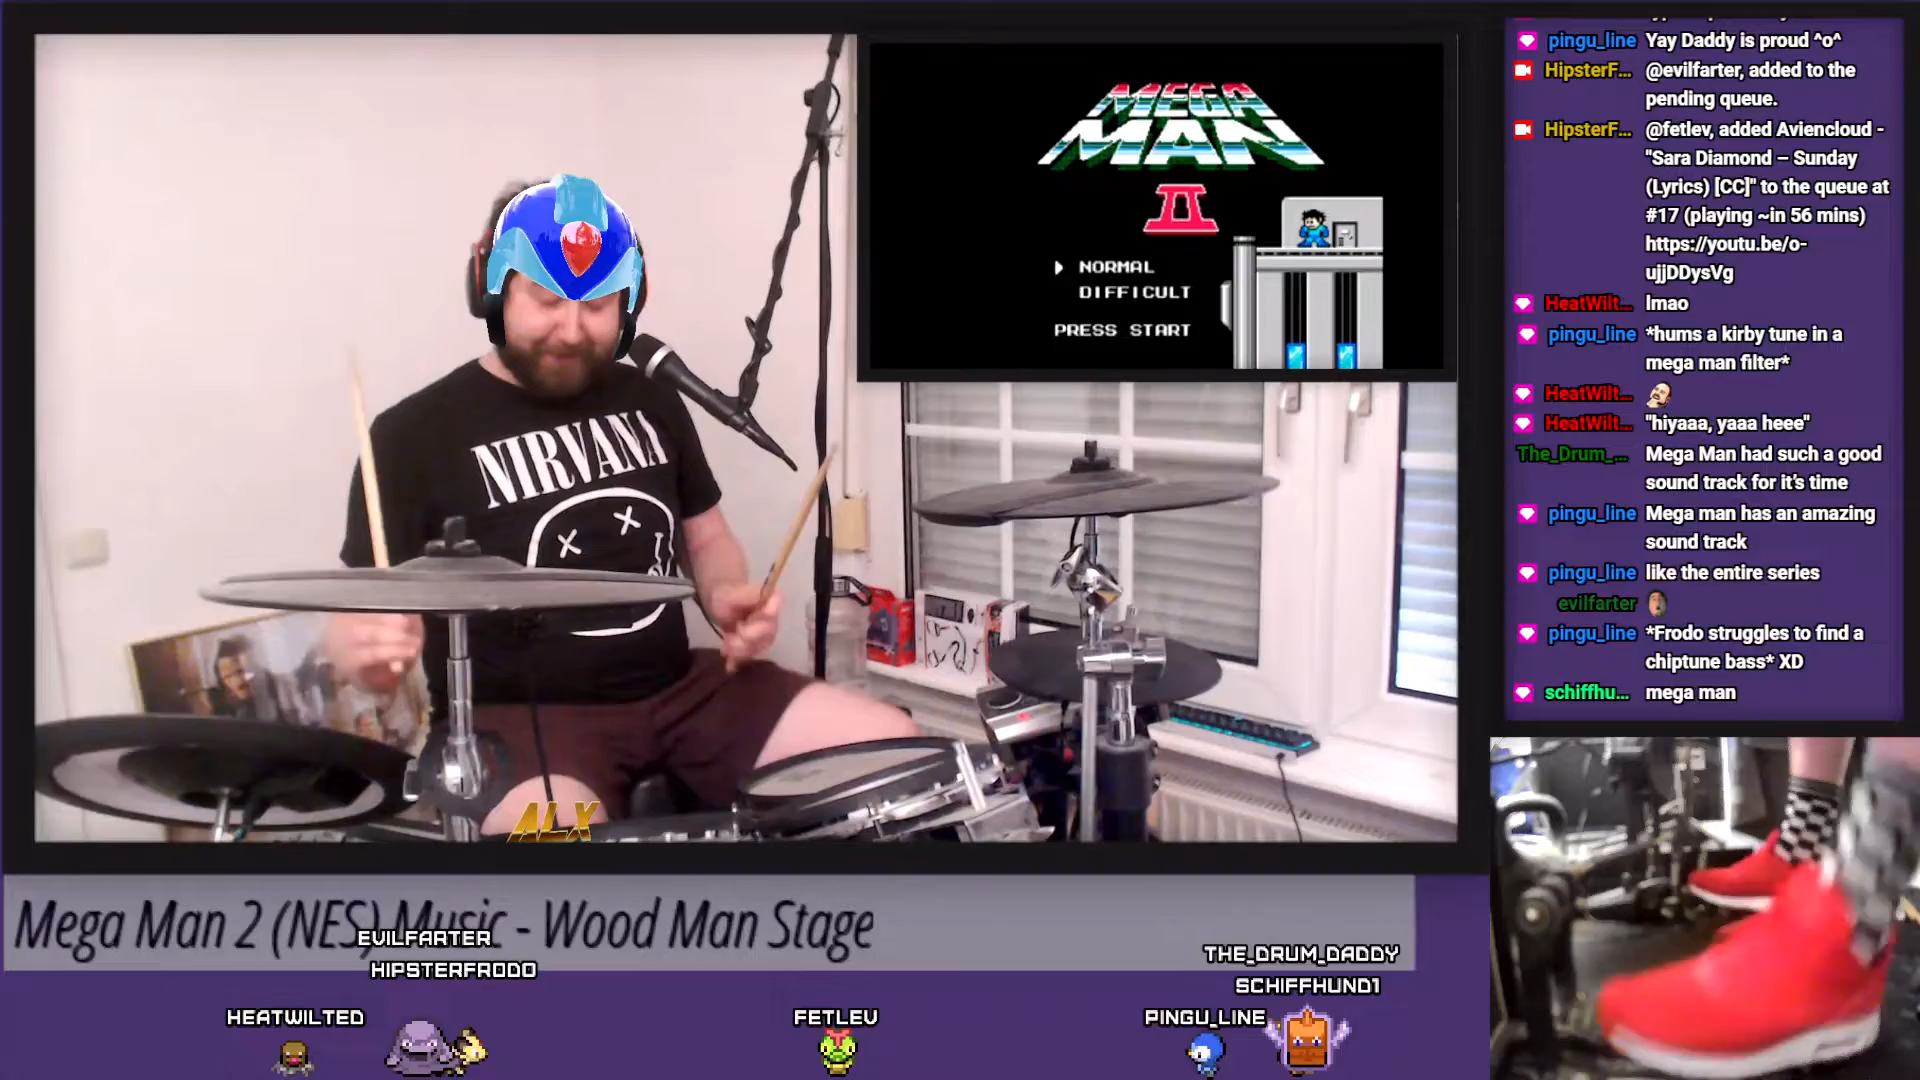 MEGA
MAN
II
NORMAL
DIFFICULT
PRESS START
NIRVANA
ALX
pingu_line Yay Daddy is proud ^o^
HipsterF... @evilfarter, added to the
pending queue.
HipsterF... @fetlev, added Aviencloud -
"Sara Diamond – Sunday
(Lyrics) [CC]" to the queue at
#17 (playing ~in 56 mins)
https://youtu.be/o-
ujjDDysVg
HeatWilt... lmao
pingu_line *hums a kirby tune in a
mega man filter*
HeatWilt...
HeatWilt... "hiyaaa, yaaa heee"
The_Drum_... Mega Man had such a good
sound track for it's time
pingu_line Mega man has an amazing
sound track
pingu_line like the entire series
evilfarter
pingu_line *Frodo struggles to find a
chiptune bass* XD
schiffhu... mega man
Mega Man 2 (NES) Music - Wood Man Stage
EVILFARTER
HIPSTERFRODO
THE_DRUM_DADDY
SCHIFFHUND1
HEATWILTED
FETLEV
PINGU_LINE